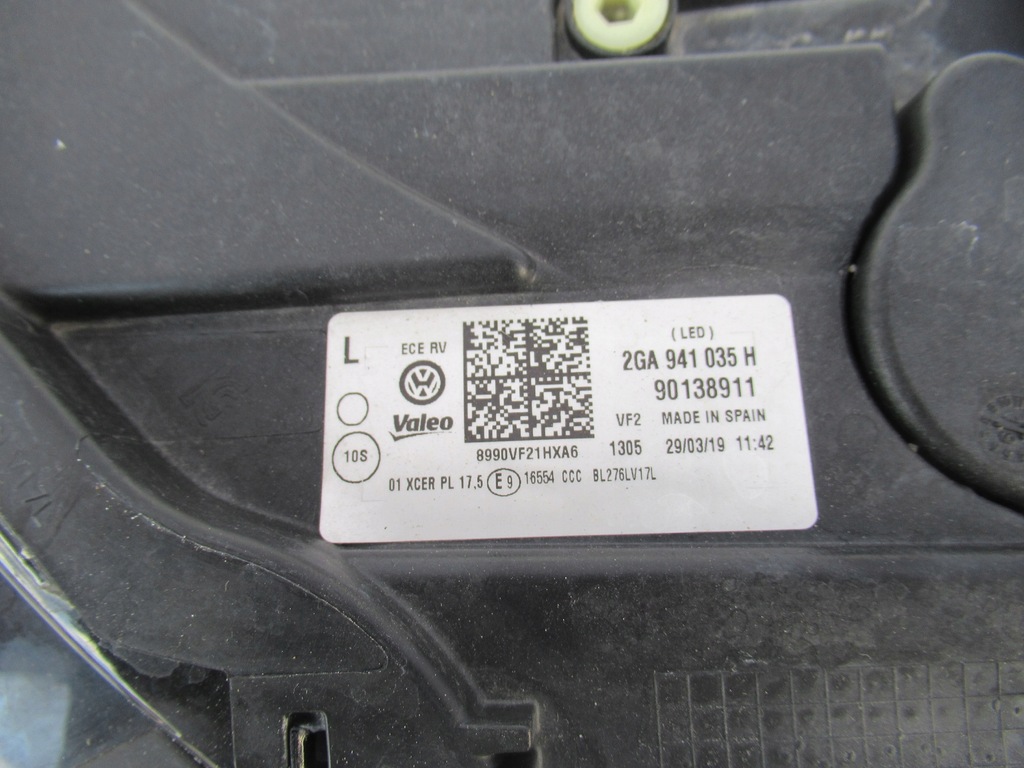 L
ECE RV
Valeo
10S
8990VF21HXA6
(LED)
2GA 941 035 H
90138911
VF2 MADE IN SPAIN
1305 29/03/19 11:42
01 XCER PL 17,5 E9 16554 CCC BL276LV17L